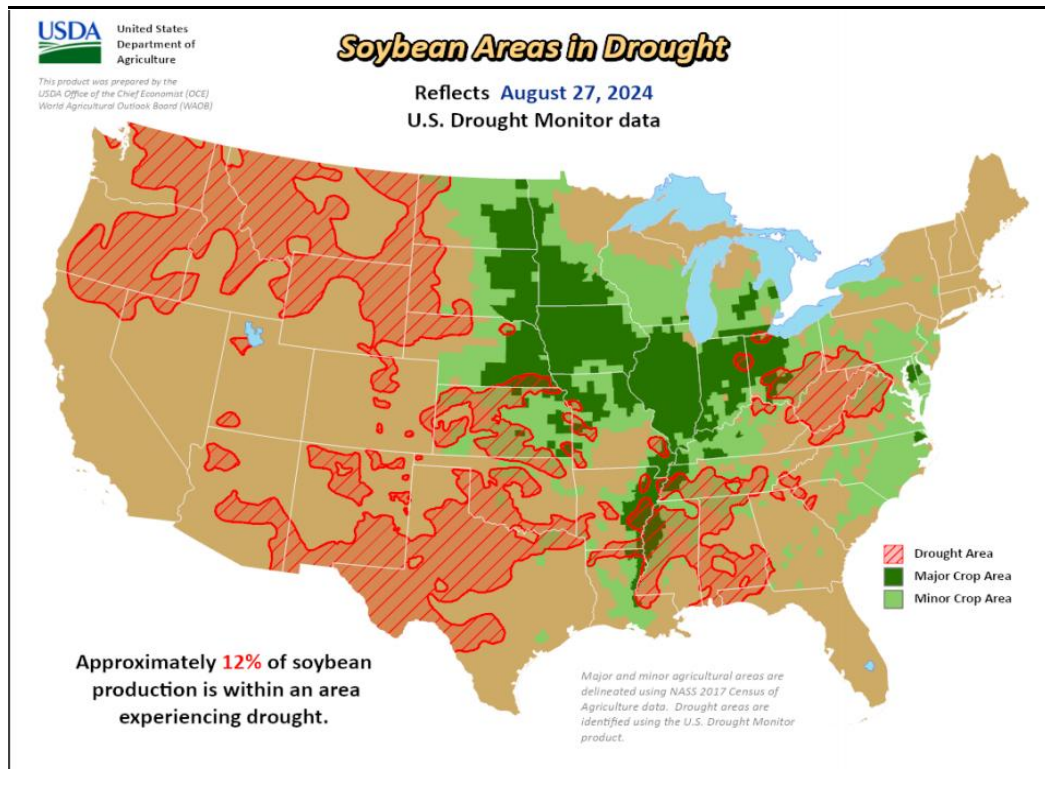 USDA
United States
Department of
Agriculture
This product was prepared by the
USDA Office of the Chief Economist (OCE)
World Agricultural Outlook Board (WAOB)
Soybean Areas in Drought
Reflects August 27, 2024
U.S. Drought Monitor data
Drought Area
Major Crop Area
Minor Crop Area
Approximately 12% of soybean
production is within an area
experiencing drought.
Major and minor agricultural areas are
delineated using NASS 2017 Census of
Agriculture data. Drought areas are
identified using the U.S. Drought Monitor
product.